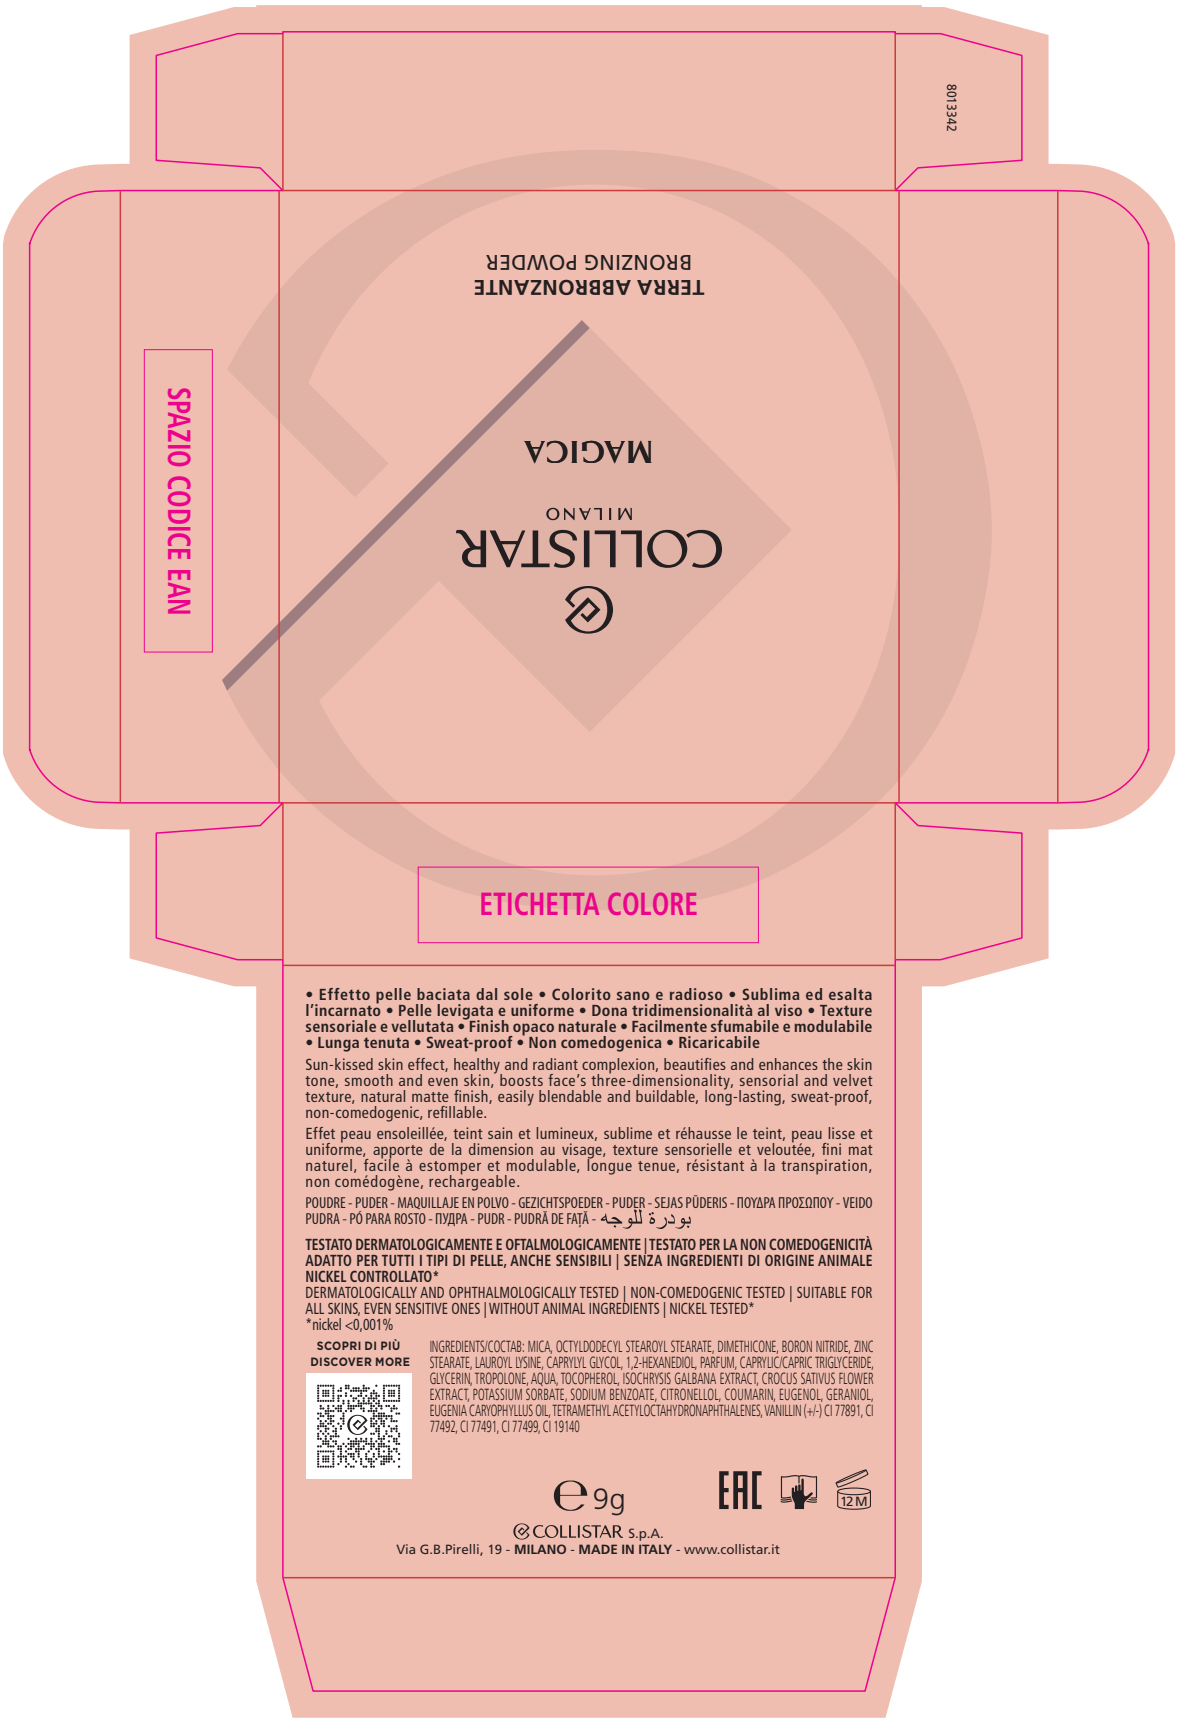 8013342
TERRA ABBRONZANTE
BRONZING POWDER
MAGICA
MILANO
COLLISTAR
SPAZIO CODICE EAN
ETICHETTA COLORE
• Effetto pelle baciata dal sole • Colorito sano e radioso • Sublima ed esalta
l'incarnato • Pelle levigata e uniforme • Dona tridimensionalità al viso • Texture
sensoriale e vellutata • Finish opaco naturale • Facilmente sfumabile e modulabile
• Lunga tenuta • Sweat-proof • Non comedogenica • Ricaricabile
Sun-kissed skin effect, healthy and radiant complexion, beautifies and enhances the skin
tone, smooth and even skin, boosts face's three-dimensionality, sensorial and velvet
texture, natural matte finish, easily blendable and buildable, long-lasting, sweat-proof,
non-comedogenic, refillable.
Effet peau ensoleillée, teint sain et lumineux, sublime et réhausse le teint, peau lisse et
uniforme, apporte de la dimension au visage, texture sensorielle et veloutée, fini mat
naturel, facile à estomper et modulable, longue tenue, résistant à la transpiration,
non comédogène, rechargeable.
POUDRE - PUDER - MAQUILLAJE EN POLVO - GEZICHTSPOEDER - PUDER - SEJAS PŪDERIS - ΠΟΥΔΡΑ ΠΡΟΣΩΠΟΥ - VEIDO
PUDRA - PÓ PARA ROSTO - ПУДРА - PUDR - PUDRĂ DE FAȚĂ - بودرة للوجه
TESTATO DERMATOLOGICAMENTE E OFTALMOLOGICAMENTE | TESTATO PER LA NON COMEDOGENICITÀ
ADATTO PER TUTTI I TIPI DI PELLE, ANCHE SENSIBILI | SENZA INGREDIENTI DI ORIGINE ANIMALE
NICKEL CONTROLLATO*
DERMATOLOGICALLY AND OPHTHALMOLOGICALLY TESTED | NON-COMEDOGENIC TESTED | SUITABLE FOR
ALL SKINS, EVEN SENSITIVE ONES | WITHOUT ANIMAL INGREDIENTS | NICKEL TESTED*
*nickel <0,001%
SCOPRI DI PIÙ
DISCOVER MORE
INGREDIENTS/COCTAB: MICA, OCTYLDODECYL STEAROYL STEARATE, DIMETHICONE, BORON NITRIDE, ZINC
STEARATE, LAUROYL LYSINE, CAPRYLYL GLYCOL, 1,2-HEXANEDIOL, PARFUM, CAPRYLIC/CAPRIC TRIGLYCERIDE,
GLYCERIN, TROPOLONE, AQUA, TOCOPHEROL, ISOCHRYSIS GALBANA EXTRACT, CROCUS SATIVUS FLOWER
EXTRACT, POTASSIUM SORBATE, SODIUM BENZOATE, CITRONELLOL, COUMARIN, EUGENOL, GERANIOL,
EUGENIA CARYOPHYLLUS OIL, TETRAMETHYL ACETYLOCTAHYDRONAPHTHALENES, VANILLIN (+/-) CI 77891, CI
77492, CI 77491, CI 77499, CI 19140
℮ 9g
EAC
12 M
COLLISTAR S.p.A.
Via G.B.Pirelli, 19 - MILANO - MADE IN ITALY - www.collistar.it